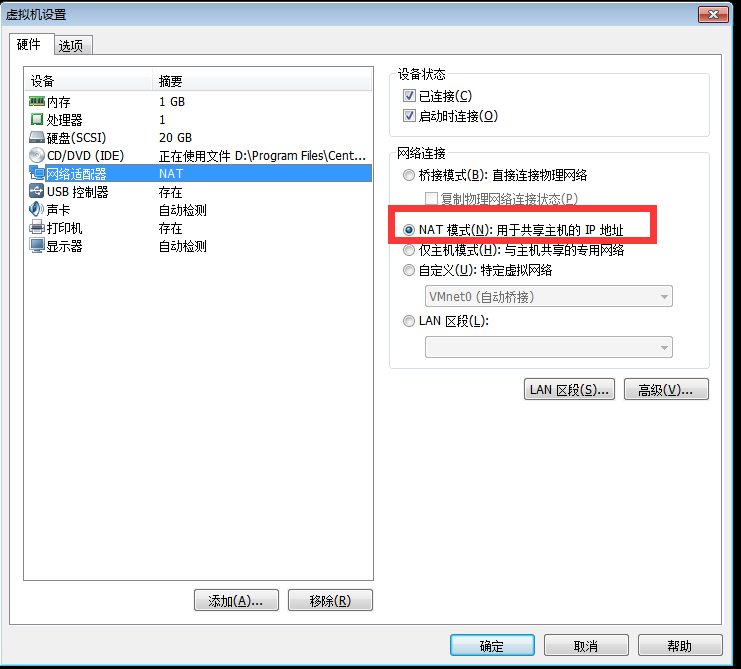 虚拟机设置
硬件 选项
设备 摘要
内存 1 GB
处理器 1
硬盘(SCSI) 20 GB
CD/DVD (IDE) 正在使用文件 D:\Program Files\Cent...
网络适配器 NAT
USB 控制器 存在
声卡 自动检测
打印机 存在
显示器 自动检测
添加(A)... 移除(R)
设备状态
已连接(C)
启动时连接(O)
网络连接
桥接模式(B): 直接连接物理网络
复制物理网络连接状态(P)
NAT 模式(N): 用于共享主机的 IP 地址
仅主机模式(H): 与主机共享的专用网络
自定义(U): 特定虚拟网络
VMnet0 (自动桥接)
LAN 区段(L):
LAN 区段(S)... 高级(V)...
确定 取消 帮助